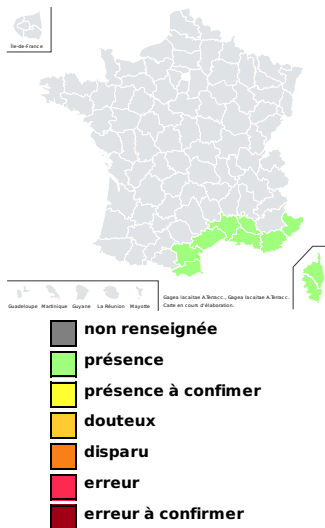 Île-de-France
Guadeloupe Martinique Guyane La Réunion Mayotte
Gagea lacaitae A.Terracc., Gagea lacaitae A.Terracc.
Carte en cours d'élaboration.
non renseignée
présence
présence à confimer
douteux
disparu
erreur
erreur à confirmer